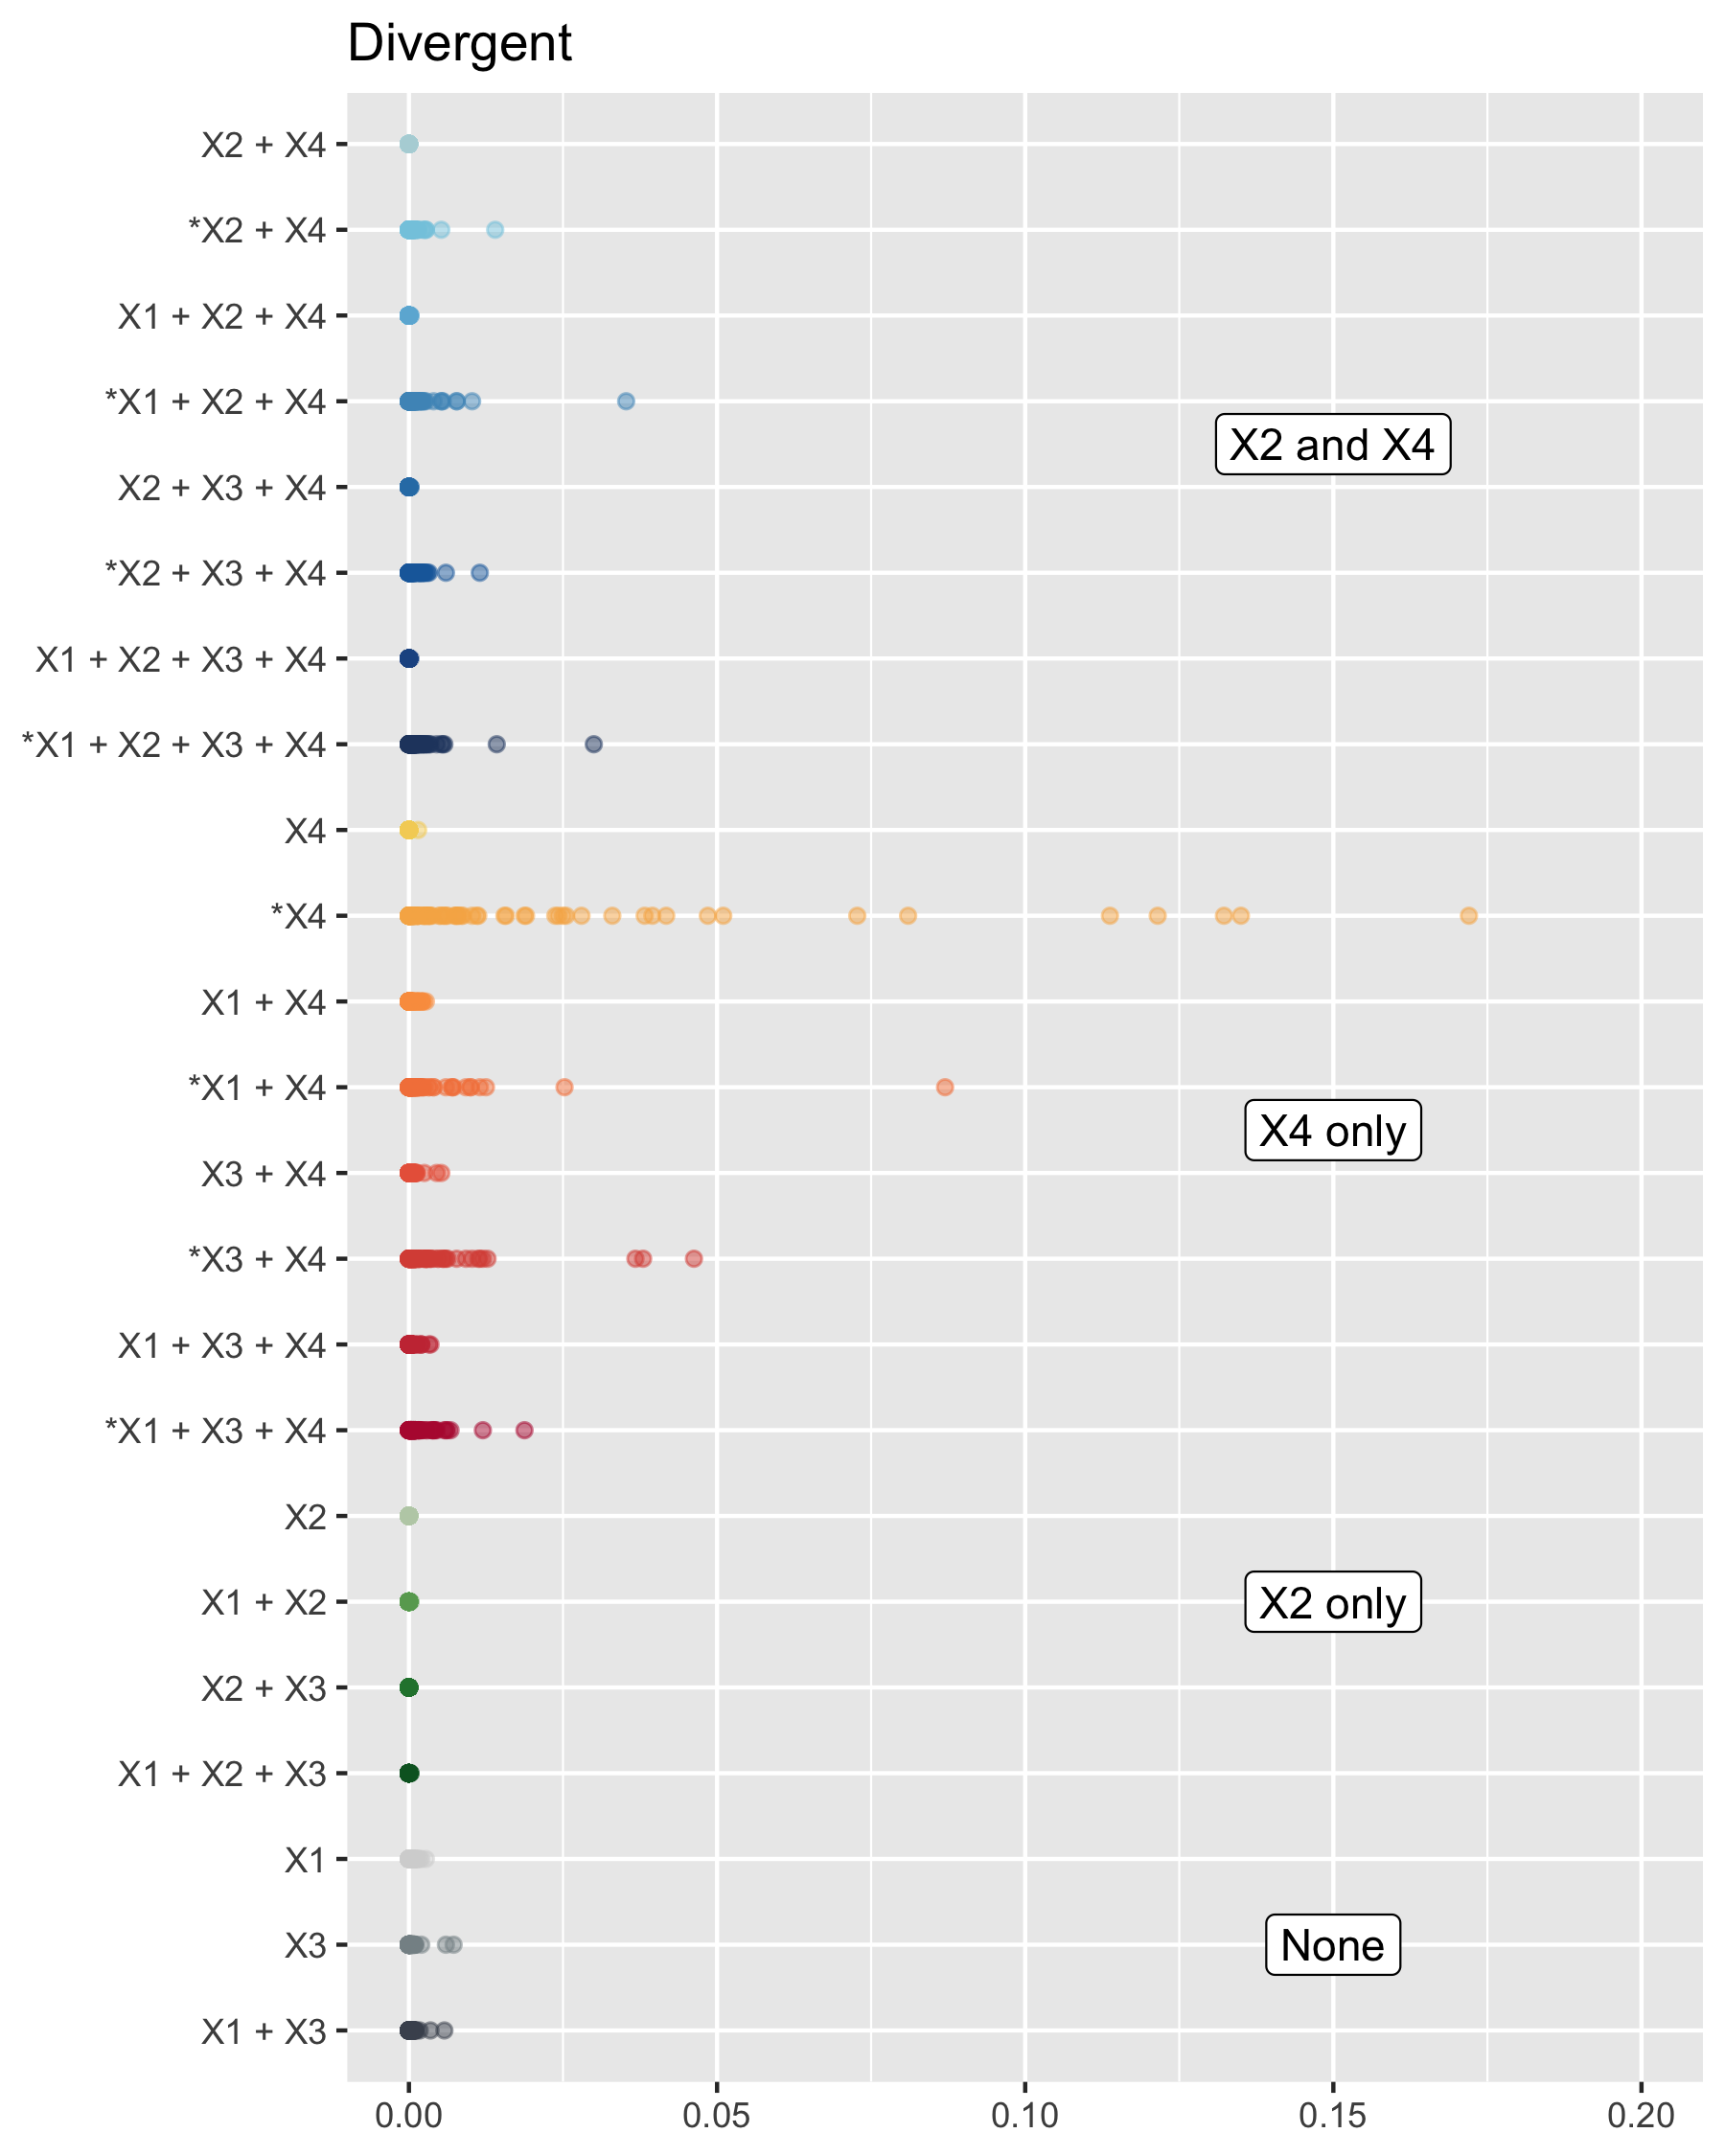 Divergent
X2 + X4
*X2 + X4
X1 + X2 + X4
*X1 + X2 + X4
X2 and X4
X2 + X3 + X4
*X2 + X3 + X4
X1 + X2 + X3 + X4
*X1 + X2 + X3 + X4
X4
*X4
X1 + X4
*X1 + X4
X4 only
X3 + X4
*X3 + X4
X1 + X3 + X4
*X1 + X3 + X4
X2
X1 + X2
X2 only
X2 + X3
X1 + X2 + X3
X1
X3
None
X1 + X3
0.00 0.05 0.10 0.15 0.20